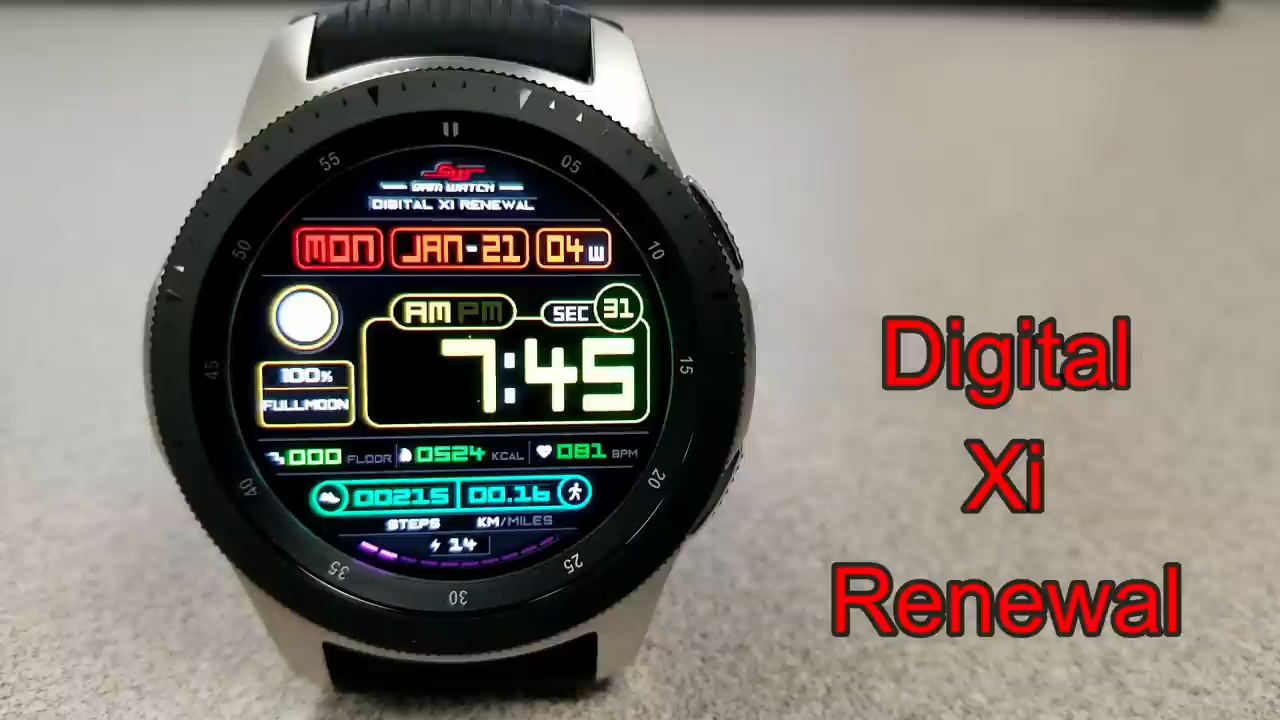 55
05
50
10
45
15
40
20
35
25
30
SW
DIGITAL XI RENEWAL
MON JAN-21 04 W
AM PM SEC 31
7:45
100%
FULLMOON
000 FLOOR 0524 KCAL 081 BPM
00215 00.16
STEPS KM/MILES
14
Digital
Xi
Renewal